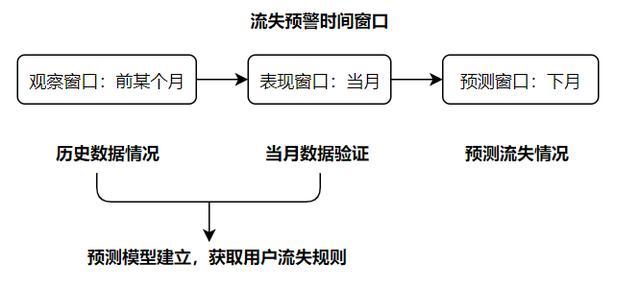 流失预警时间窗口
观察窗口：前某个月
表现窗口：当月
预测窗口：下月
历史数据情况
当月数据验证
预测流失情况
预测模型建立，获取用户流失规则